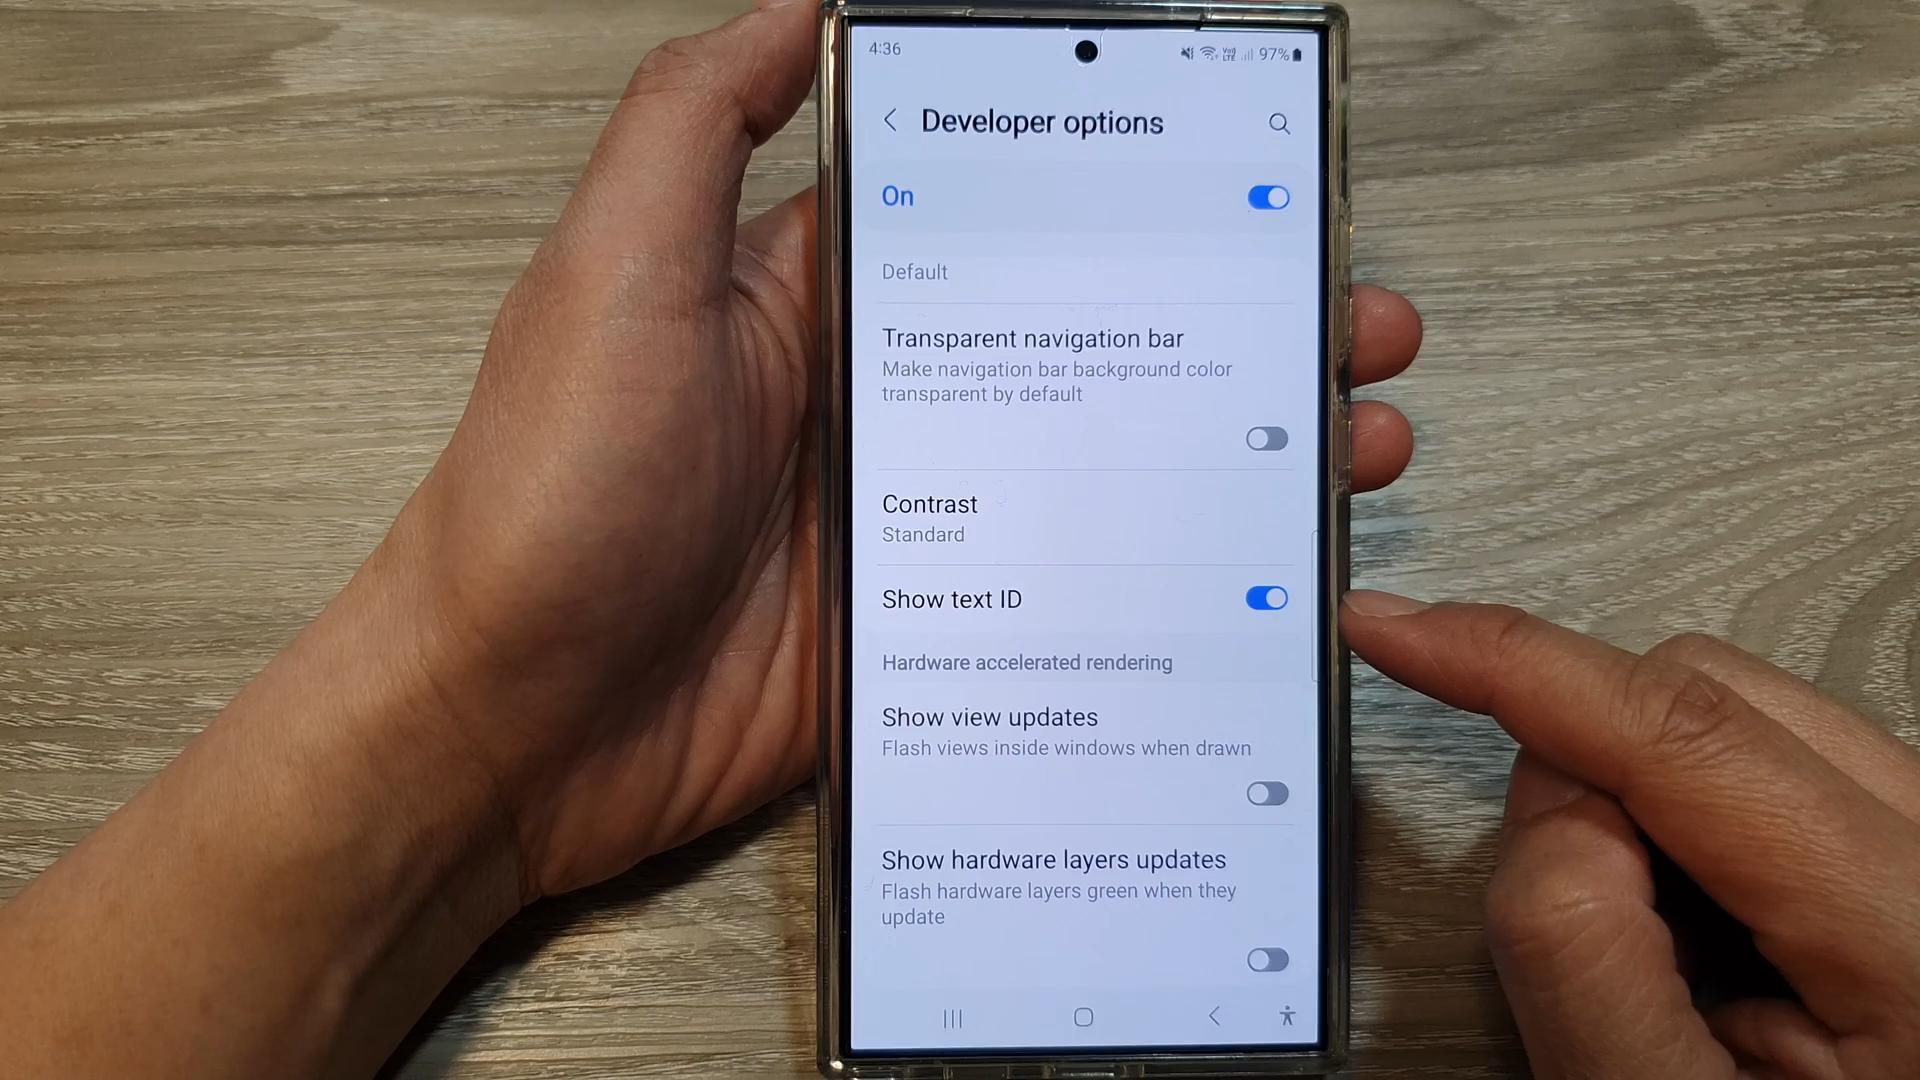 4:36
Vo)) LTE 97%
Developer options
On
Default
Transparent navigation bar
Make navigation bar background color
transparent by default
Contrast
Standard
Show text ID
Hardware accelerated rendering
Show view updates
Flash views inside windows when drawn
Show hardware layers updates
Flash hardware layers green when they
update